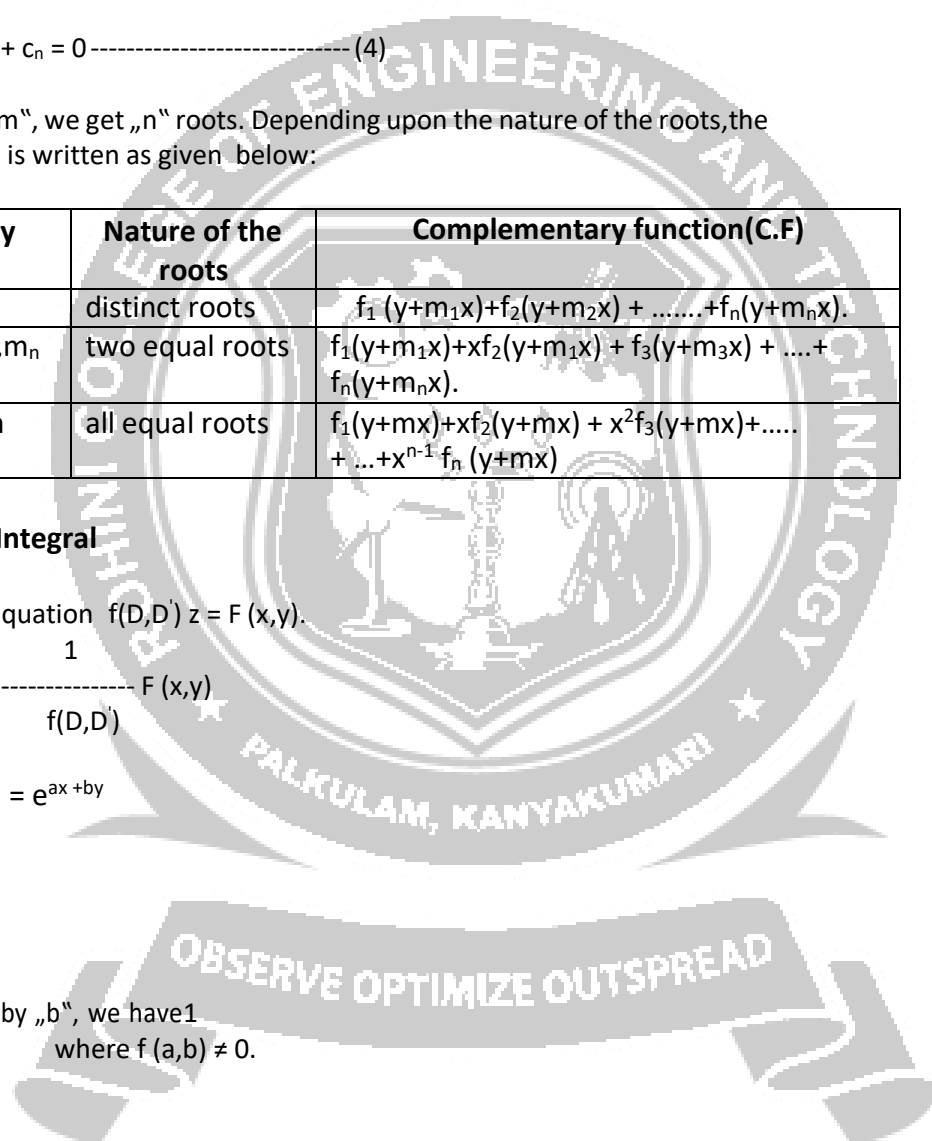 + cₙ = 0 ----------------------------- (4)
m‟, we get „n‟ roots. Depending upon the nature of the roots,the
is written as given below:
y | Nature of the roots | Complementary function(C.F)
distinct roots | f₁ (y+m₁x)+f₂(y+m₂x) + .......+fₙ(y+mₙx).
,mₙ | two equal roots | f₁(y+m₁x)+xf₂(y+m₁x) + f₃(y+m₃x) + ....+
fₙ(y+mₙx).
all equal roots | f₁(y+mx)+xf₂(y+mx) + x²f₃(y+mx)+.....
+ ...+xⁿ⁻¹ fₙ (y+mx)
Integral
quation f(D,D') z = F (x,y).
1
--------------- F (x,y)
f(D,D')
= e^(ax +by)
by „b‟, we have1
where f (a,b) ≠ 0.
ENGINEERING AND TECHNOLOGY
PALKULAM, KANYAKUMARI
OBSERVE OPTIMIZE OUTSPREAD